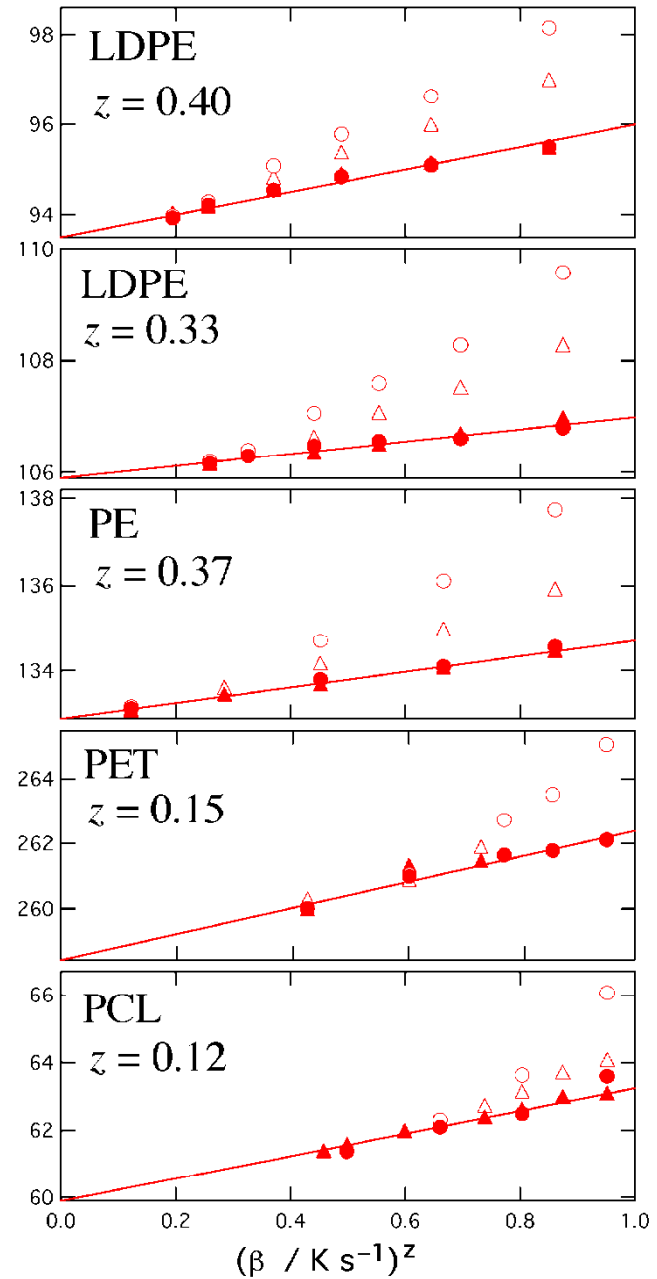 98
LDPE
z = 0.40
96
94
110
LDPE
z = 0.33
108
106
138
PE
z = 0.37
136
134
264
PET
z = 0.15
262
260
66
PCL
z = 0.12
64
62
60
0.0 0.2 0.4 0.6 0.8 1.0
(β / K s⁻¹)ᶻ